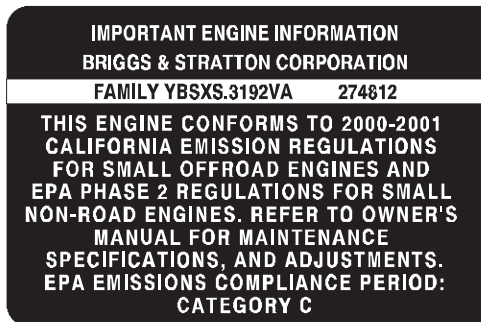 IMPORTANT ENGINE INFORMATION
BRIGGS & STRATTON CORPORATION
FAMILY YBSXS.3192VA 274812
THIS ENGINE CONFORMS TO 2000-2001
CALIFORNIA EMISSION REGULATIONS
FOR SMALL OFFROAD ENGINES AND
EPA PHASE 2 REGULATIONS FOR SMALL
NON-ROAD ENGINES. REFER TO OWNER'S
MANUAL FOR MAINTENANCE
SPECIFICATIONS, AND ADJUSTMENTS.
EPA EMISSIONS COMPLIANCE PERIOD:
CATEGORY C